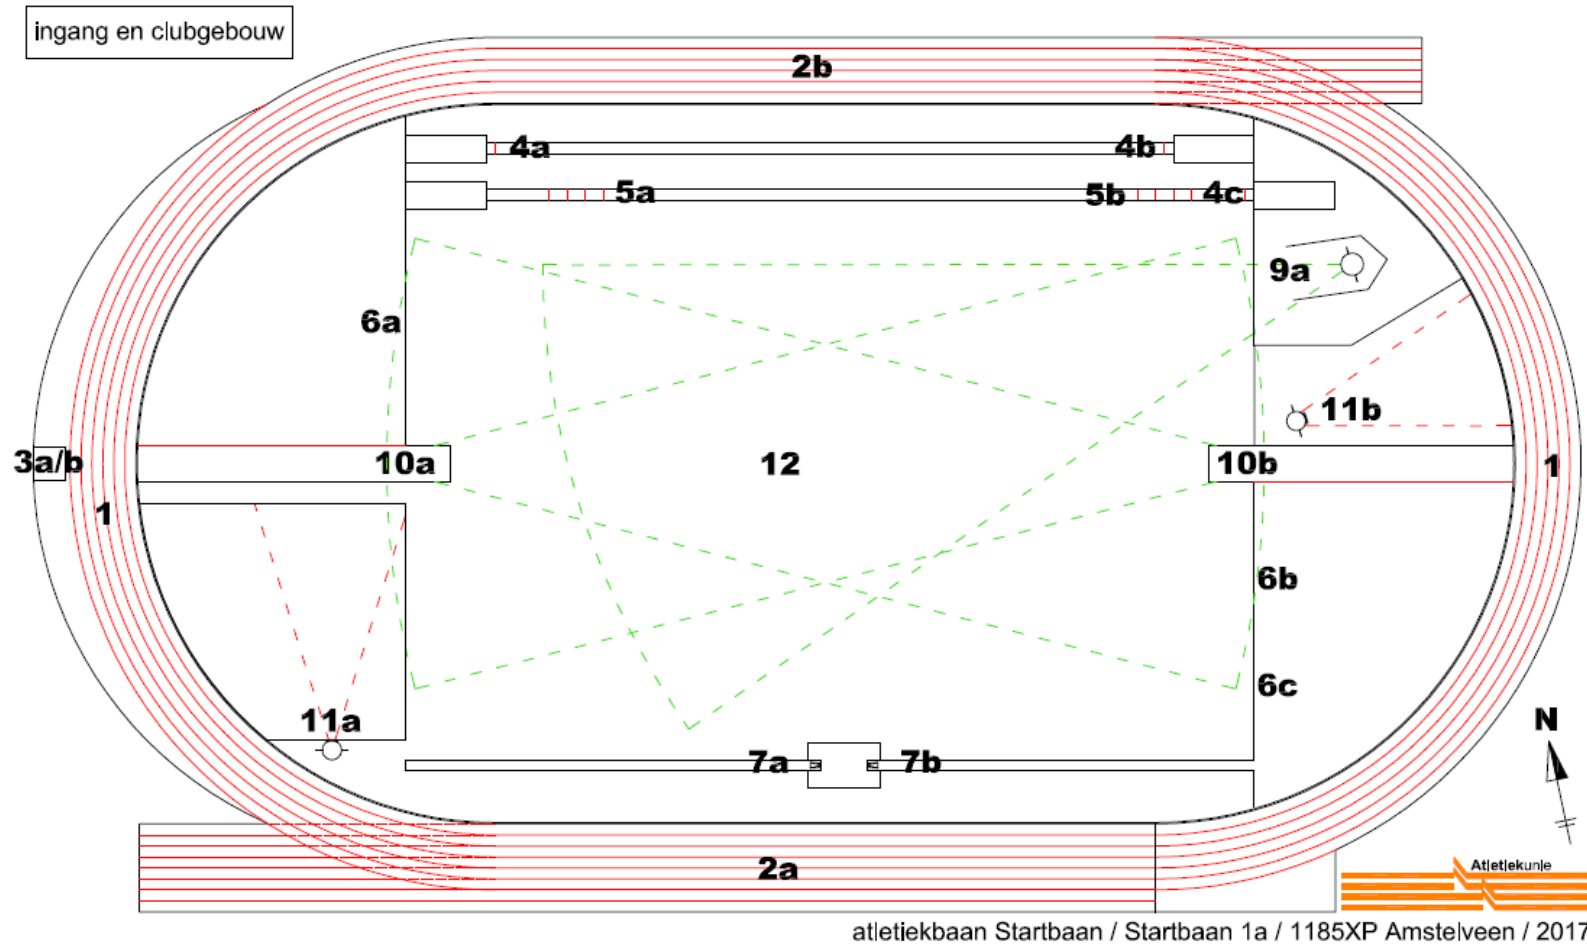 ingang en clubgebouw
2b
4a
4b
5a
5b
4c
9a
6a
11b
3a/b
10a
12
10b
1
1
6b
6c
11a
N
7a
7b
2a
Atletiekunie
atletiekbaan Startbaan / Startbaan 1a / 1185XP Amstelveen / 2017